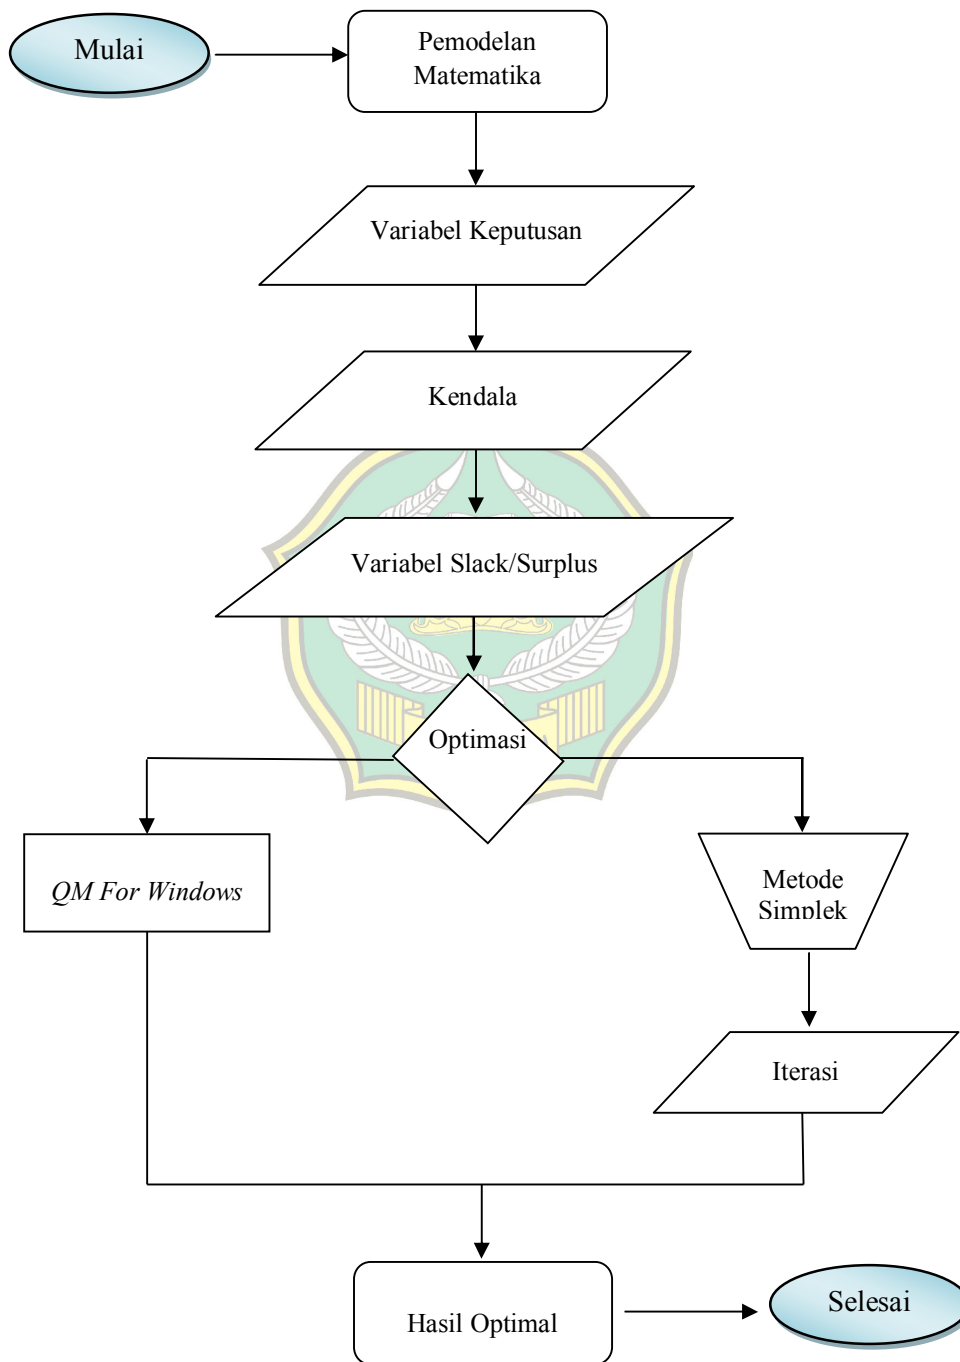 Mulai
Pemodelan
Matematika
Variabel Keputusan
Kendala
Variabel Slack/Surplus
Optimasi
QM For Windows
Metode
Simplek
Iterasi
Hasil Optimal
Selesai